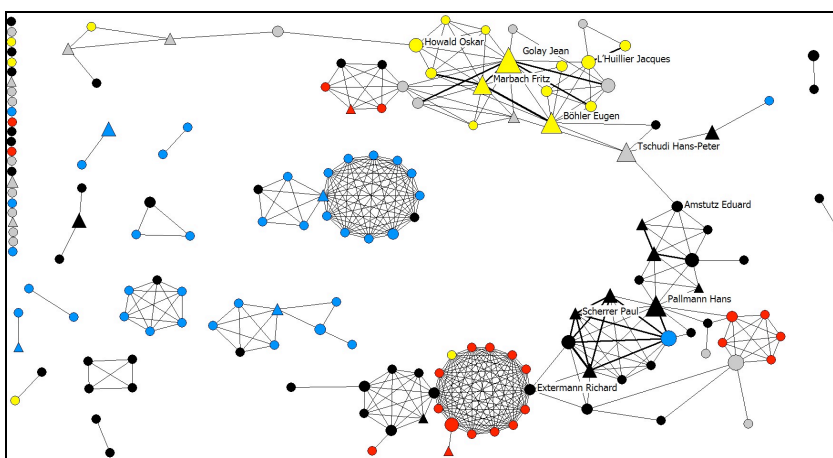 Howald Oskar
Golay Jean
L'Huillier Jacques
Marbach Fritz
Böhler Eugen
Tschudi Hans-Peter
Amstutz Eduard
Pallmann Hans
Scherrer Paul
Extermann Richard